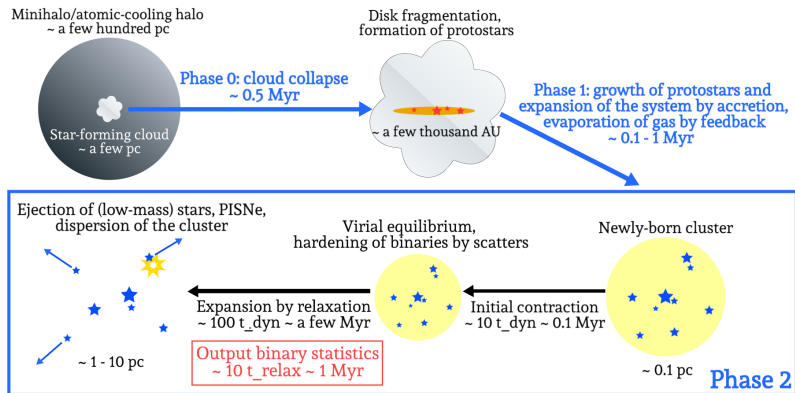 Minihalo/atomic-cooling halo
~ a few hundred pc
Star-forming cloud
~ a few pc
Phase 0: cloud collapse
~ 0.5 Myr
Disk fragmentation,
formation of protostars
~ a few thousand AU
Phase 1: growth of protostars and
expansion of the system by accretion,
evaporation of gas by feedback
~ 0.1 - 1 Myr
Ejection of (low-mass) stars, PISNe,
dispersion of the cluster
~ 1 - 10 pc
Expansion by relaxation
~ 100 t_dyn ~ a few Myr
Output binary statistics
~ 10 t_relax ~ 1 Myr
Virial equilibrium,
hardening of binaries by scatters
Initial contraction
~ 10 t_dyn ~ 0.1 Myr
Newly-born cluster
~ 0.1 pc
Phase 2